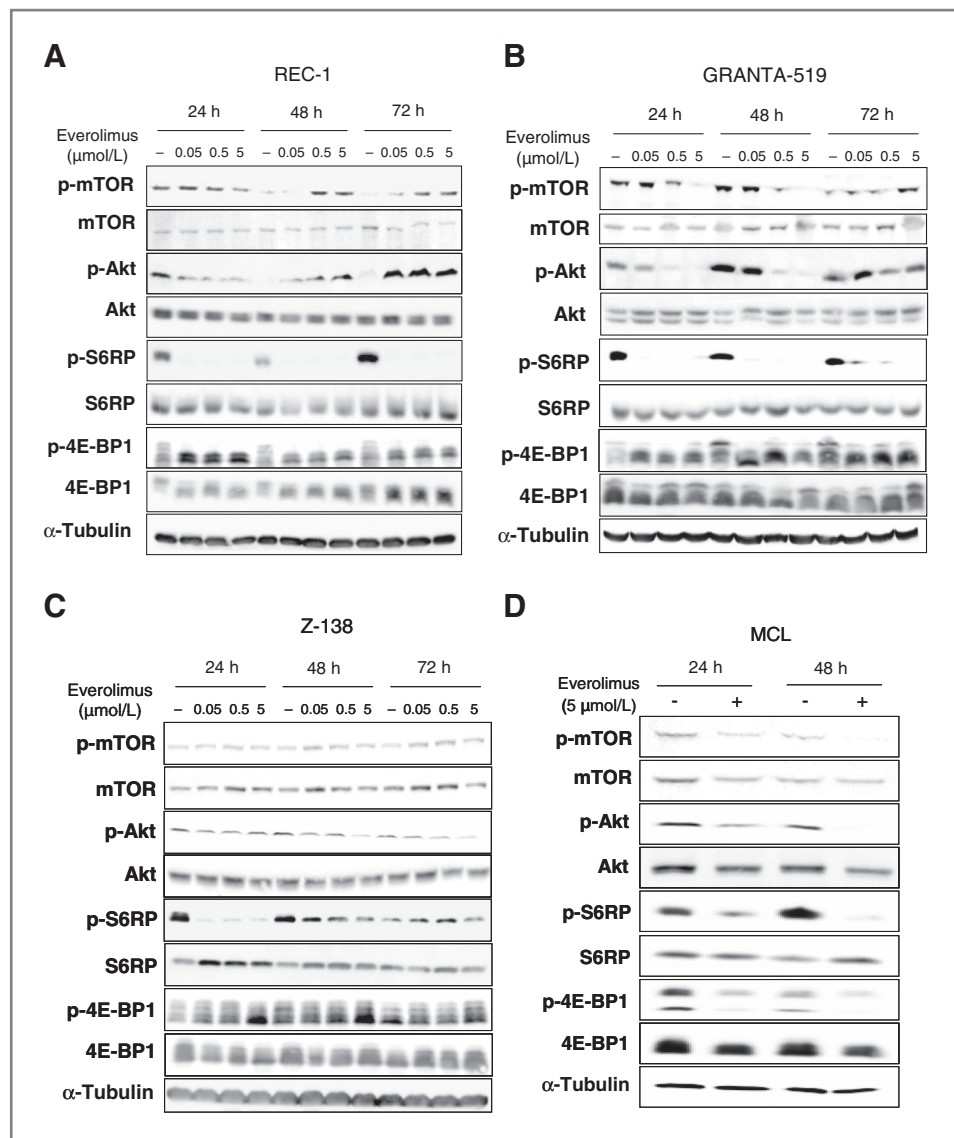 A
REC-1
24 h 48 h 72 h
Everolimus
(µmol/L) – 0.05 0.5 5 – 0.05 0.5 5 – 0.05 0.5 5
p-mTOR
mTOR
p-Akt
Akt
p-S6RP
S6RP
p-4E-BP1
4E-BP1
α-Tubulin
B
GRANTA-519
24 h 48 h 72 h
Everolimus
(µmol/L) – 0.05 0.5 5 – 0.05 0.5 5 – 0.05 0.5 5
p-mTOR
mTOR
p-Akt
Akt
p-S6RP
S6RP
p-4E-BP1
4E-BP1
α-Tubulin
C
Z-138
24 h 48 h 72 h
Everolimus
(µmol/L) – 0.05 0.5 5 – 0.05 0.5 5 – 0.05 0.5 5
p-mTOR
mTOR
p-Akt
Akt
p-S6RP
S6RP
p-4E-BP1
4E-BP1
α-Tubulin
D
MCL
24 h 48 h
Everolimus
(5 µmol/L) - + - +
p-mTOR
mTOR
p-Akt
Akt
p-S6RP
S6RP
p-4E-BP1
4E-BP1
α-Tubulin